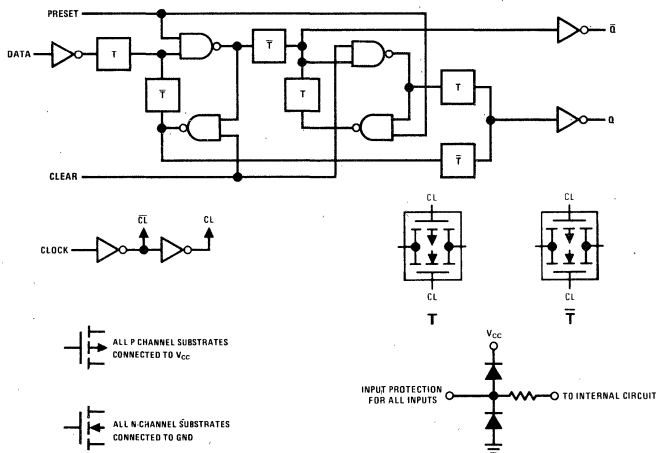 PRESET
Q̅
DATA
T
T̅
T̅
T
T
Q
T̅
CLEAR
C̅L̅
CL
CLOCK
CL
CL
CL
CL
T
T̅
ALL P CHANNEL SUBSTRATES
CONNECTED TO VCC
VCC
INPUT PROTECTION
FOR ALL INPUTS
TO INTERNAL CIRCUIT
ALL N-CHANNEL SUBSTRATES
CONNECTED TO GND